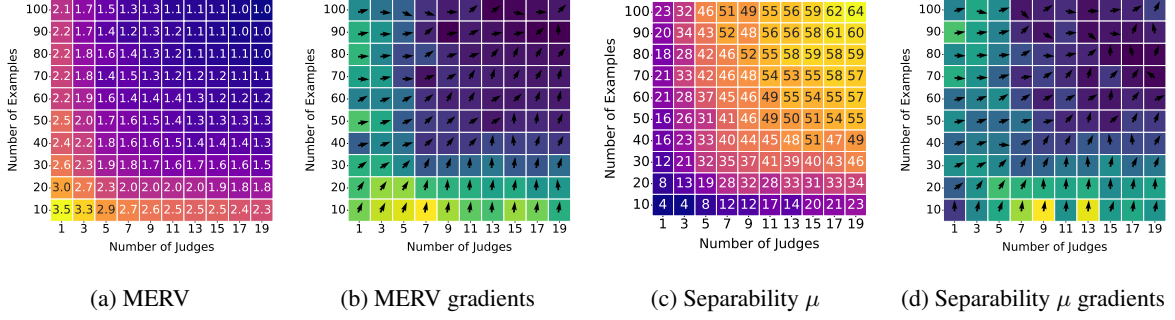 100 2.1 1.7 1.5 1.3 1.3 1.1 1.1 1.1 1.0 1.0
90 2.2 1.7 1.4 1.2 1.3 1.2 1.1 1.1 1.0 1.0
80 2.2 1.8 1.6 1.4 1.3 1.2 1.1 1.1 1.1 1.0
70 2.2 1.8 1.4 1.5 1.3 1.2 1.2 1.1 1.1 1.1
60 2.2 1.9 1.5 1.4 1.4 1.3 1.2 1.3 1.2 1.2
50 2.5 2.0 1.7 1.5 1.4 1.4 1.3 1.2 1.2 1.2
40 2.4 2.2 1.8 1.6 1.6 1.5 1.4 1.4 1.4 1.3
30 2.6 2.3 1.9 1.8 1.7 1.7 1.6 1.6 1.6 1.5
20 3.0 2.7 2.3 2.0 2.0 2.0 2.0 1.9 1.8 1.8
10 3.5 3.3 2.9 2.7 2.6 2.5 2.5 2.5 2.4 2.3
1 3 5 7 9 11 13 15 17 19
Number of Examples
Number of Judges
(a) MERV
100
90
80
70
60
50
40
30
20
10
1 3 5 7 9 11 13 15 17 19
Number of Examples
Number of Judges
(b) MERV gradients
100 23 32 46 51 49 55 56 59 62 64
90 20 34 43 52 48 56 56 58 61 60
80 18 28 42 46 52 55 58 59 58 59
70 21 33 42 46 48 54 53 55 58 57
60 21 28 37 41 46 49 55 54 55 57
50 16 26 31 41 46 49 50 51 54 55
40 16 23 33 40 44 45 48 51 47 49
30 12 21 32 35 37 41 39 40 43 46
20 8 13 19 28 32 28 33 31 33 34
10 4 4 8 12 12 17 14 20 21 23
1 3 5 7 9 11 13 15 17 19
Number of Examples
Number of Judges
(c) Separability μ
100
90
80
70
60
50
40
30
20
10
1 3 5 7 9 11 13 15 17 19
Number of Examples
Number of Judges
(d) Separability μ gradients